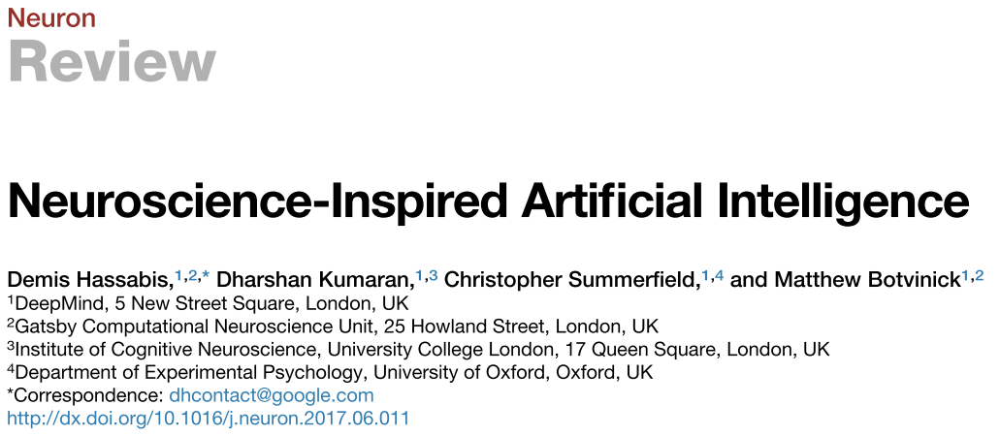 Neuron
Review
Neuroscience-Inspired Artificial Intelligence
Demis Hassabis,1,2,* Dharshan Kumaran,1,3 Christopher Summerfield,1,4 and Matthew Botvinick1,2
1DeepMind, 5 New Street Square, London, UK
2Gatsby Computational Neuroscience Unit, 25 Howland Street, London, UK
3Institute of Cognitive Neuroscience, University College London, 17 Queen Square, London, UK
4Department of Experimental Psychology, University of Oxford, Oxford, UK
*Correspondence: dhcontact@google.com
http://dx.doi.org/10.1016/j.neuron.2017.06.011